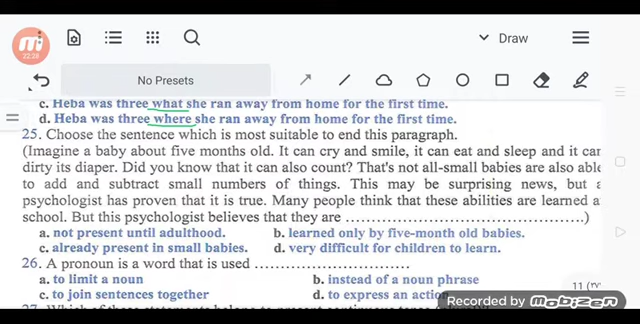 Draw
22:28
No Presets
c. Heba was three what she ran away from home for the first time.
d. Heba was three where she ran away from home for the first time.
25. Choose the sentence which is most suitable to end this paragraph.
(Imagine a baby about five months old. It can cry and smile, it can eat and sleep and it can
dirty its diaper. Did you know that it can also count? That's not all-small babies are also able
to add and subtract small numbers of things. This may be surprising news, but a
psychologist has proven that it is true. Many people think that these abilities are learned a
school. But this psychologist believes that they are ........................................)
a. not present until adulthood. b. learned only by five-month old babies.
c. already present in small babies. d. very difficult for children to learn.
26. A pronoun is a word that is used ........................
a. to limit a noun b. instead of a noun phrase
c. to join sentences together d. to express an action
11
Recorded by Mobizen